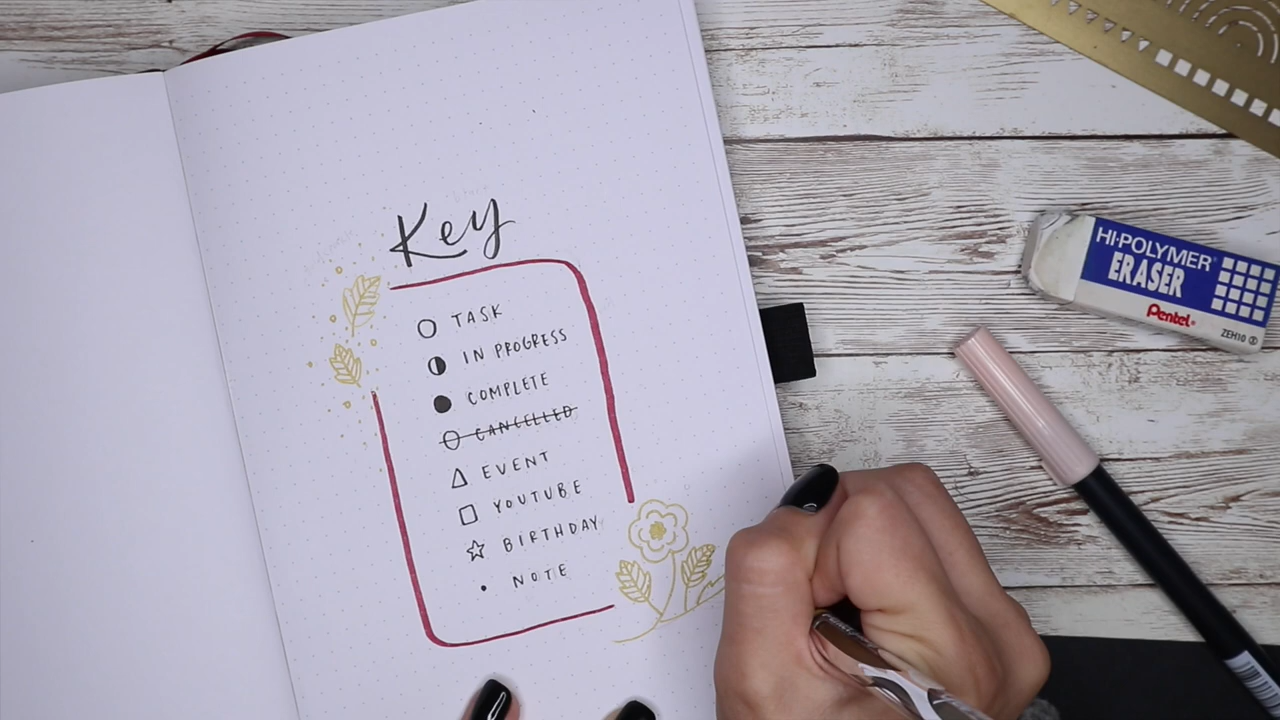 Key
TASK
IN PROGRESS
COMPLETE
CANCELLED
EVENT
YOUTUBE
BIRTHDAY
NOTE
HI-POLYMER®
ERASER
Pentel®
ZEH10